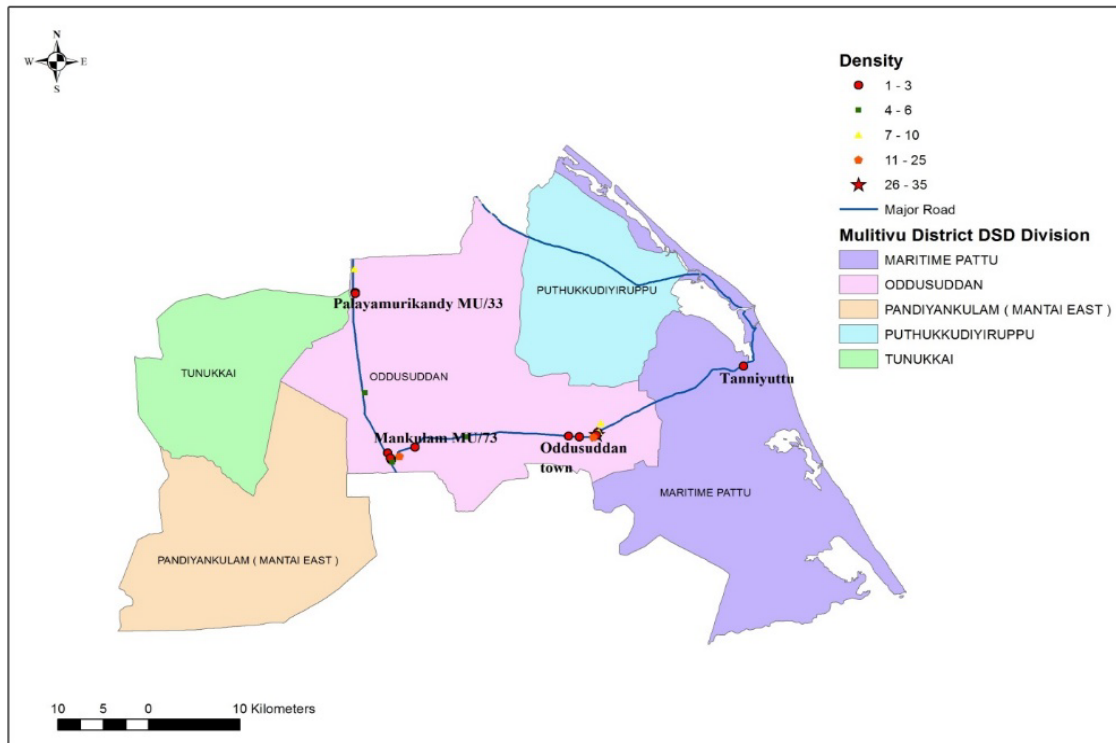 N
W
E
S
Density
1 - 3
4 - 6
7 - 10
11 - 25
26 - 35
Major Road
Mulitivu District DSD Division
MARITIME PATTU
ODDUSUDDAN
PANDIYANKULAM ( MANTAI EAST )
PUTHUKKUDIYIRUPPU
TUNUKKAI
PUTHUKKUDIYIRUPPU
Palayamurikandy MU/33
TUNUKKAI
ODDUSUDDAN
Tanniyuttu
Mankulam MU/73
Oddusuddan
town
MARITIME PATTU
PANDIYANKULAM ( MANTAI EAST )
10 5 0 10 Kilometers